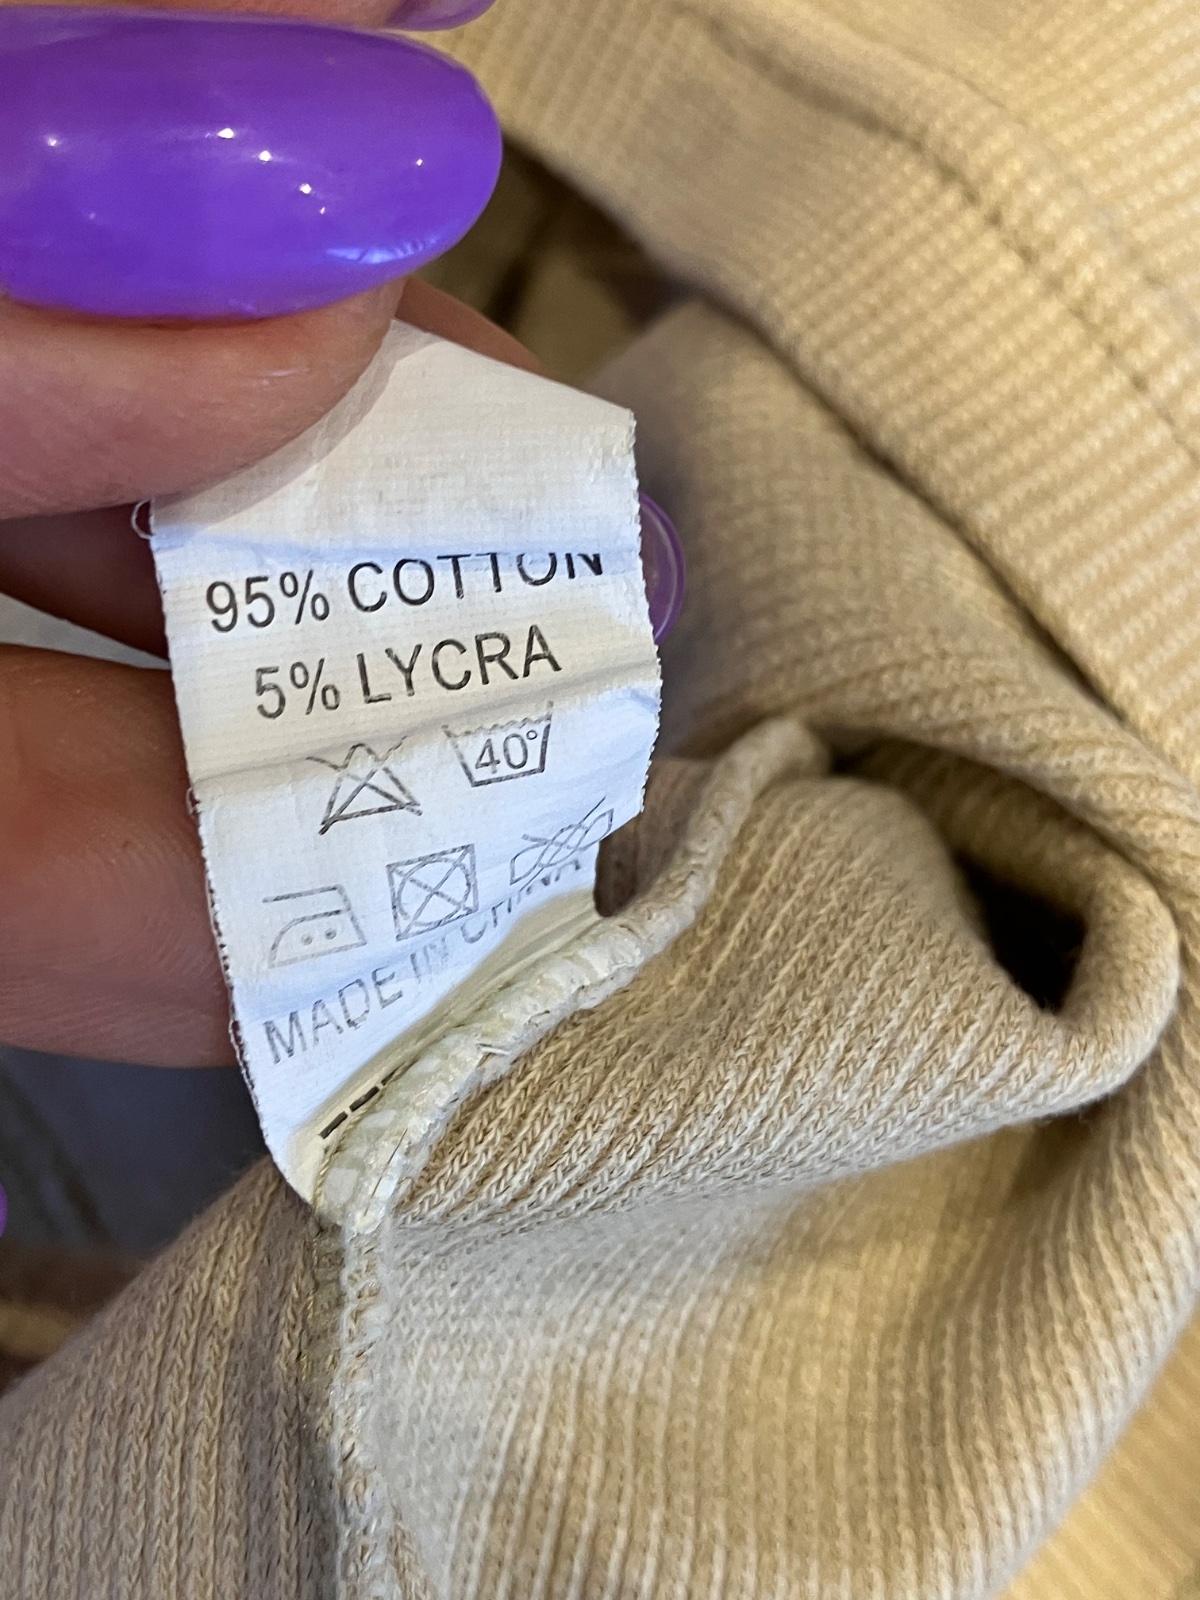 95% COTTON
5% LYCRA
40°
MADE IN CHINA